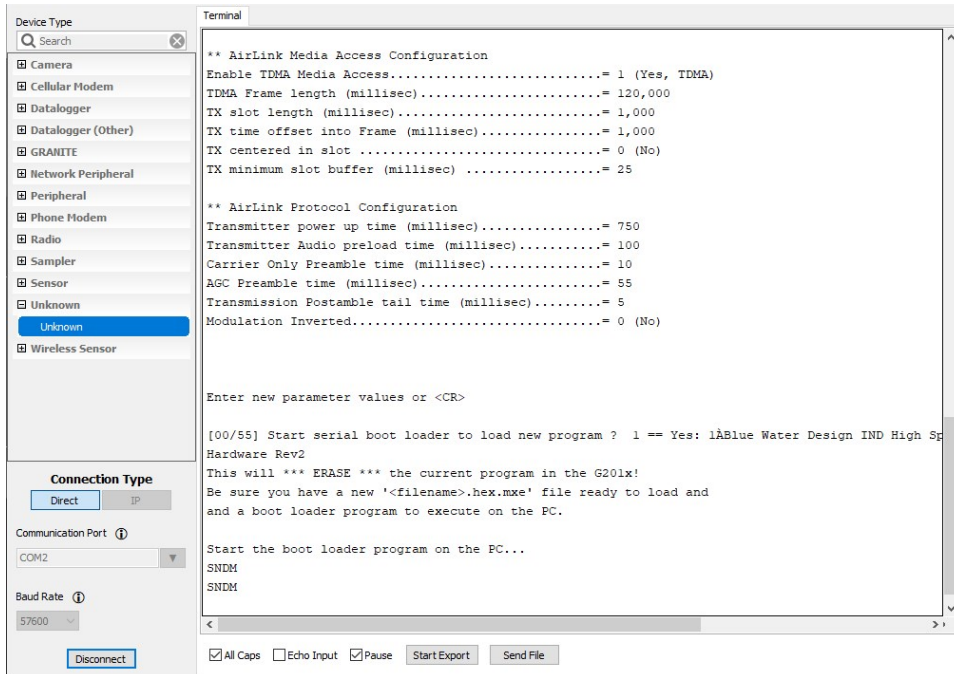 Device Type
Search
Camera
Cellular Modem
Datalogger
Datalogger (Other)
GRANITE
Network Peripheral
Peripheral
Phone Modem
Radio
Sampler
Sensor
Unknown
Unknown
Wireless Sensor
Connection Type
Direct IP
Communication Port
COM2
Baud Rate
57600
Disconnect
Terminal
** AirLink Media Access Configuration
Enable TDMA Media Access............................= 1 (Yes, TDMA)
TDMA Frame length (millisec)........................= 120,000
TX slot length (millisec)...........................= 1,000
TX time offset into Frame (millisec)................= 1,000
TX centered in slot ................................= 0 (No)
TX minimum slot buffer (millisec) ..................= 25
** AirLink Protocol Configuration
Transmitter power up time (millisec)................= 750
Transmitter Audio preload time (millisec)...........= 100
Carrier Only Preamble time (millisec)...............= 10
AGC Preamble time (millisec)........................= 55
Transmission Postamble tail time (millisec).........= 5
Modulation Inverted.................................= 0 (No)
Enter new parameter values or <CR>
[00/55] Start serial boot loader to load new program ?  1 == Yes: 1ÀBlue Water Design IND High Sp
Hardware Rev2
This will *** ERASE *** the current program in the G201x!
Be sure you have a new '<filename>.hex.mxe' file ready to load and
and a boot loader program to execute on the PC.
Start the boot loader program on the PC...
SNDM
SNDM
All Caps Echo Input Pause Start Export Send File